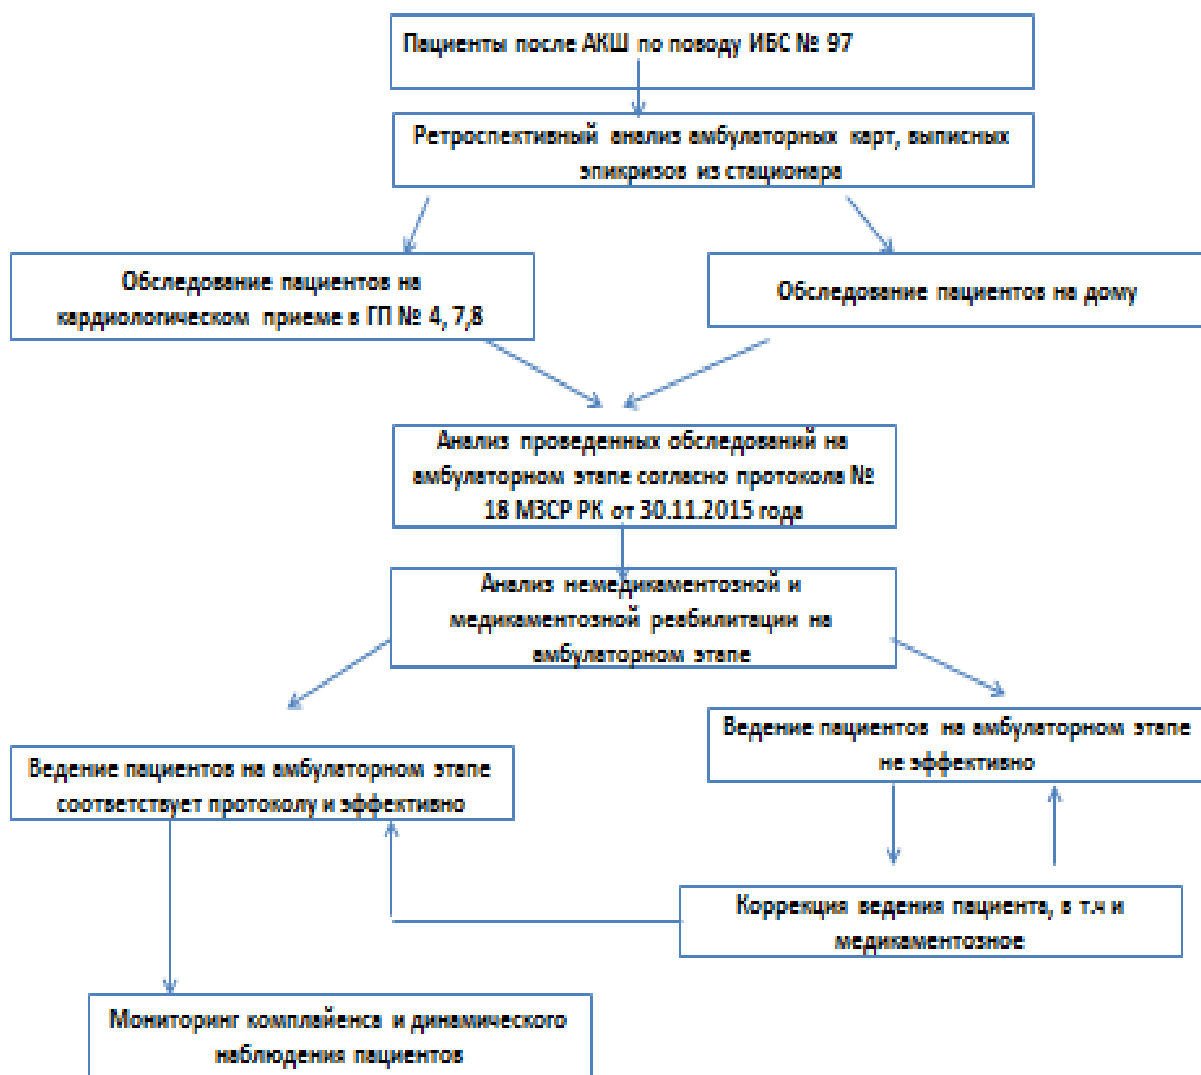 Пациенты после АКШ по поводу ИБС № 97
Ретроспективный анализ амбулаторных карт, выписных
эпикризов из стационара
Обследование пациентов на
кардиологическом приеме в ГП № 4, 7,8
Обследование пациентов на дому
Анализ проведенных обследований на
амбулаторном этапе согласно протокола №
18 МЗСР РК от 30.11.2015 года
Анализ немедикаментозной и
медикаментозной реабилитации на
амбулаторном этапе
Ведение пациентов на амбулаторном этапе
соответствует протоколу и эффективно
Ведение пациентов на амбулаторном этапе
не эффективно
Коррекция ведения пациента, в т.ч и
медикаментозное
Мониторинг комплайенса и динамического
наблюдения пациентов